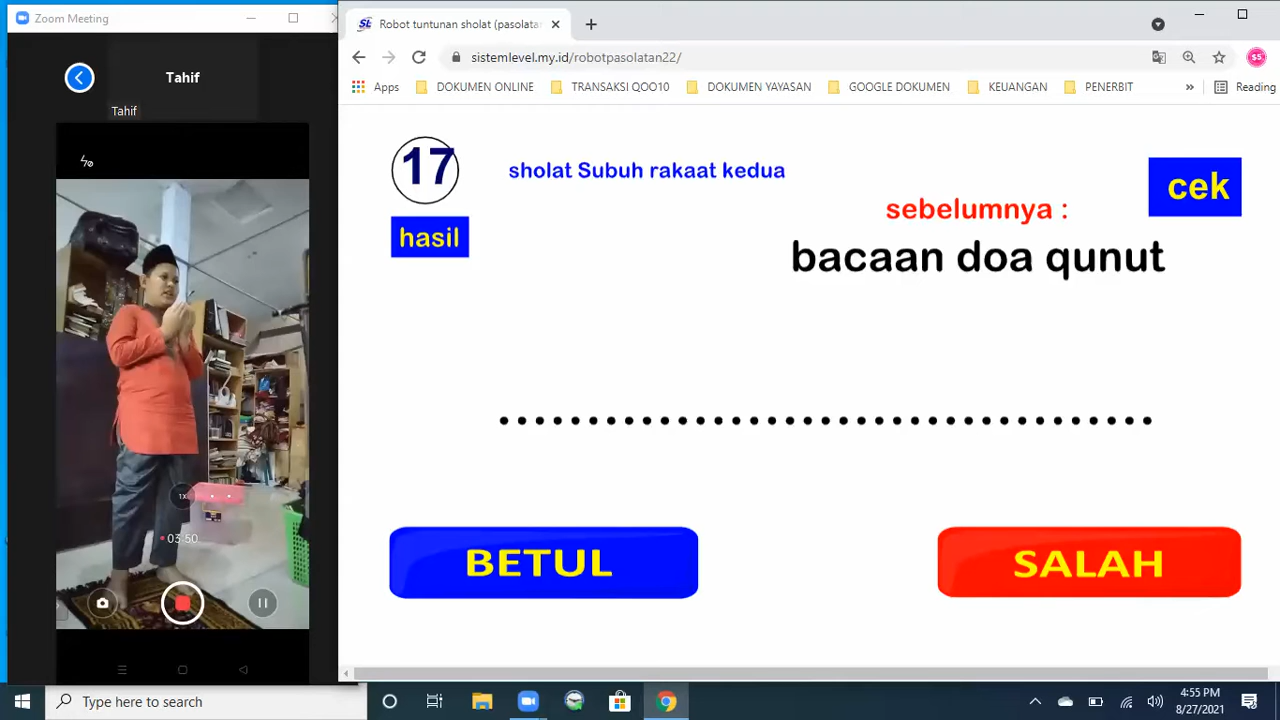 Zoom Meeting
Tahif
Tahif
1X
03:50
Robot tuntunan sholat (pasolatan
sistemlevel.my.id/robotpasolatan22/
Apps
DOKUMEN ONLINE
TRANSAKSI QOO10
DOKUMEN YAYASAN
GOOGLE DOKUMEN
KEUANGAN
PENERBIT
»
Reading
17
sholat Subuh rakaat kedua
cek
sebelumnya :
hasil
bacaan doa qunut
BETUL
SALAH
Type here to search
4:55 PM
8/27/2021